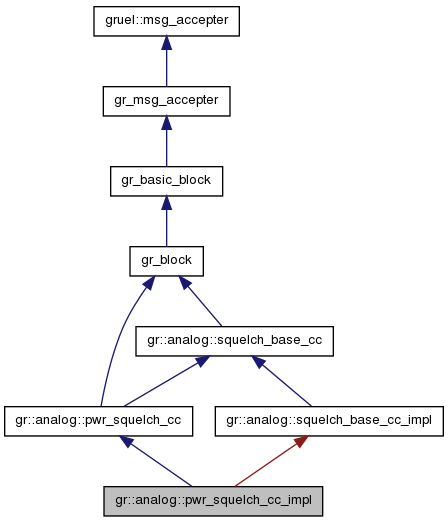 gruel::msg_accepter
gr_msg_accepter
gr_basic_block
gr_block
gr::analog::squelch_base_cc
gr::analog::pwr_squelch_cc
gr::analog::squelch_base_cc_impl
gr::analog::pwr_squelch_cc_impl